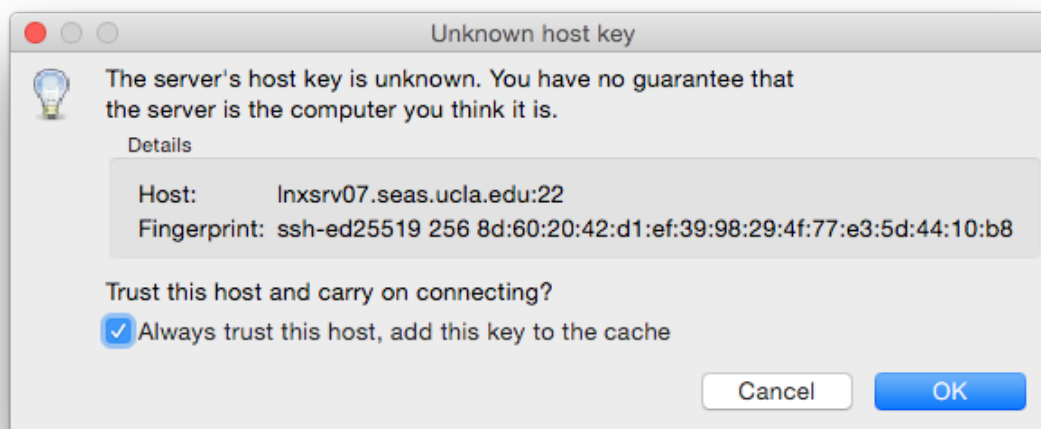 Unknown host key
The server's host key is unknown. You have no guarantee that
the server is the computer you think it is.
Details
Host: lnxsrv07.seas.ucla.edu:22
Fingerprint: ssh-ed25519 256 8d:60:20:42:d1:ef:39:98:29:4f:77:e3:5d:44:10:b8
Trust this host and carry on connecting?
Always trust this host, add this key to the cache
Cancel OK